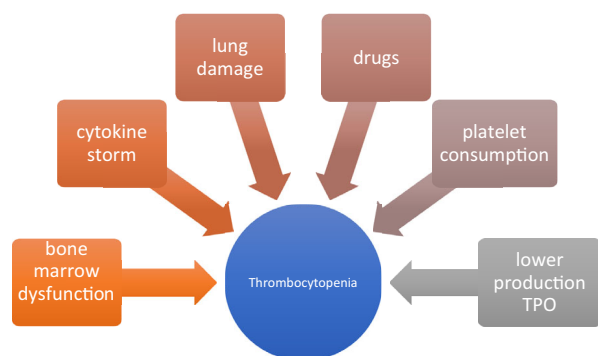 lung
damage
drugs
cytokine
storm
platelet
consumption
bone
marrow
dysfunction
Thrombocytopenia
lower
production
TPO